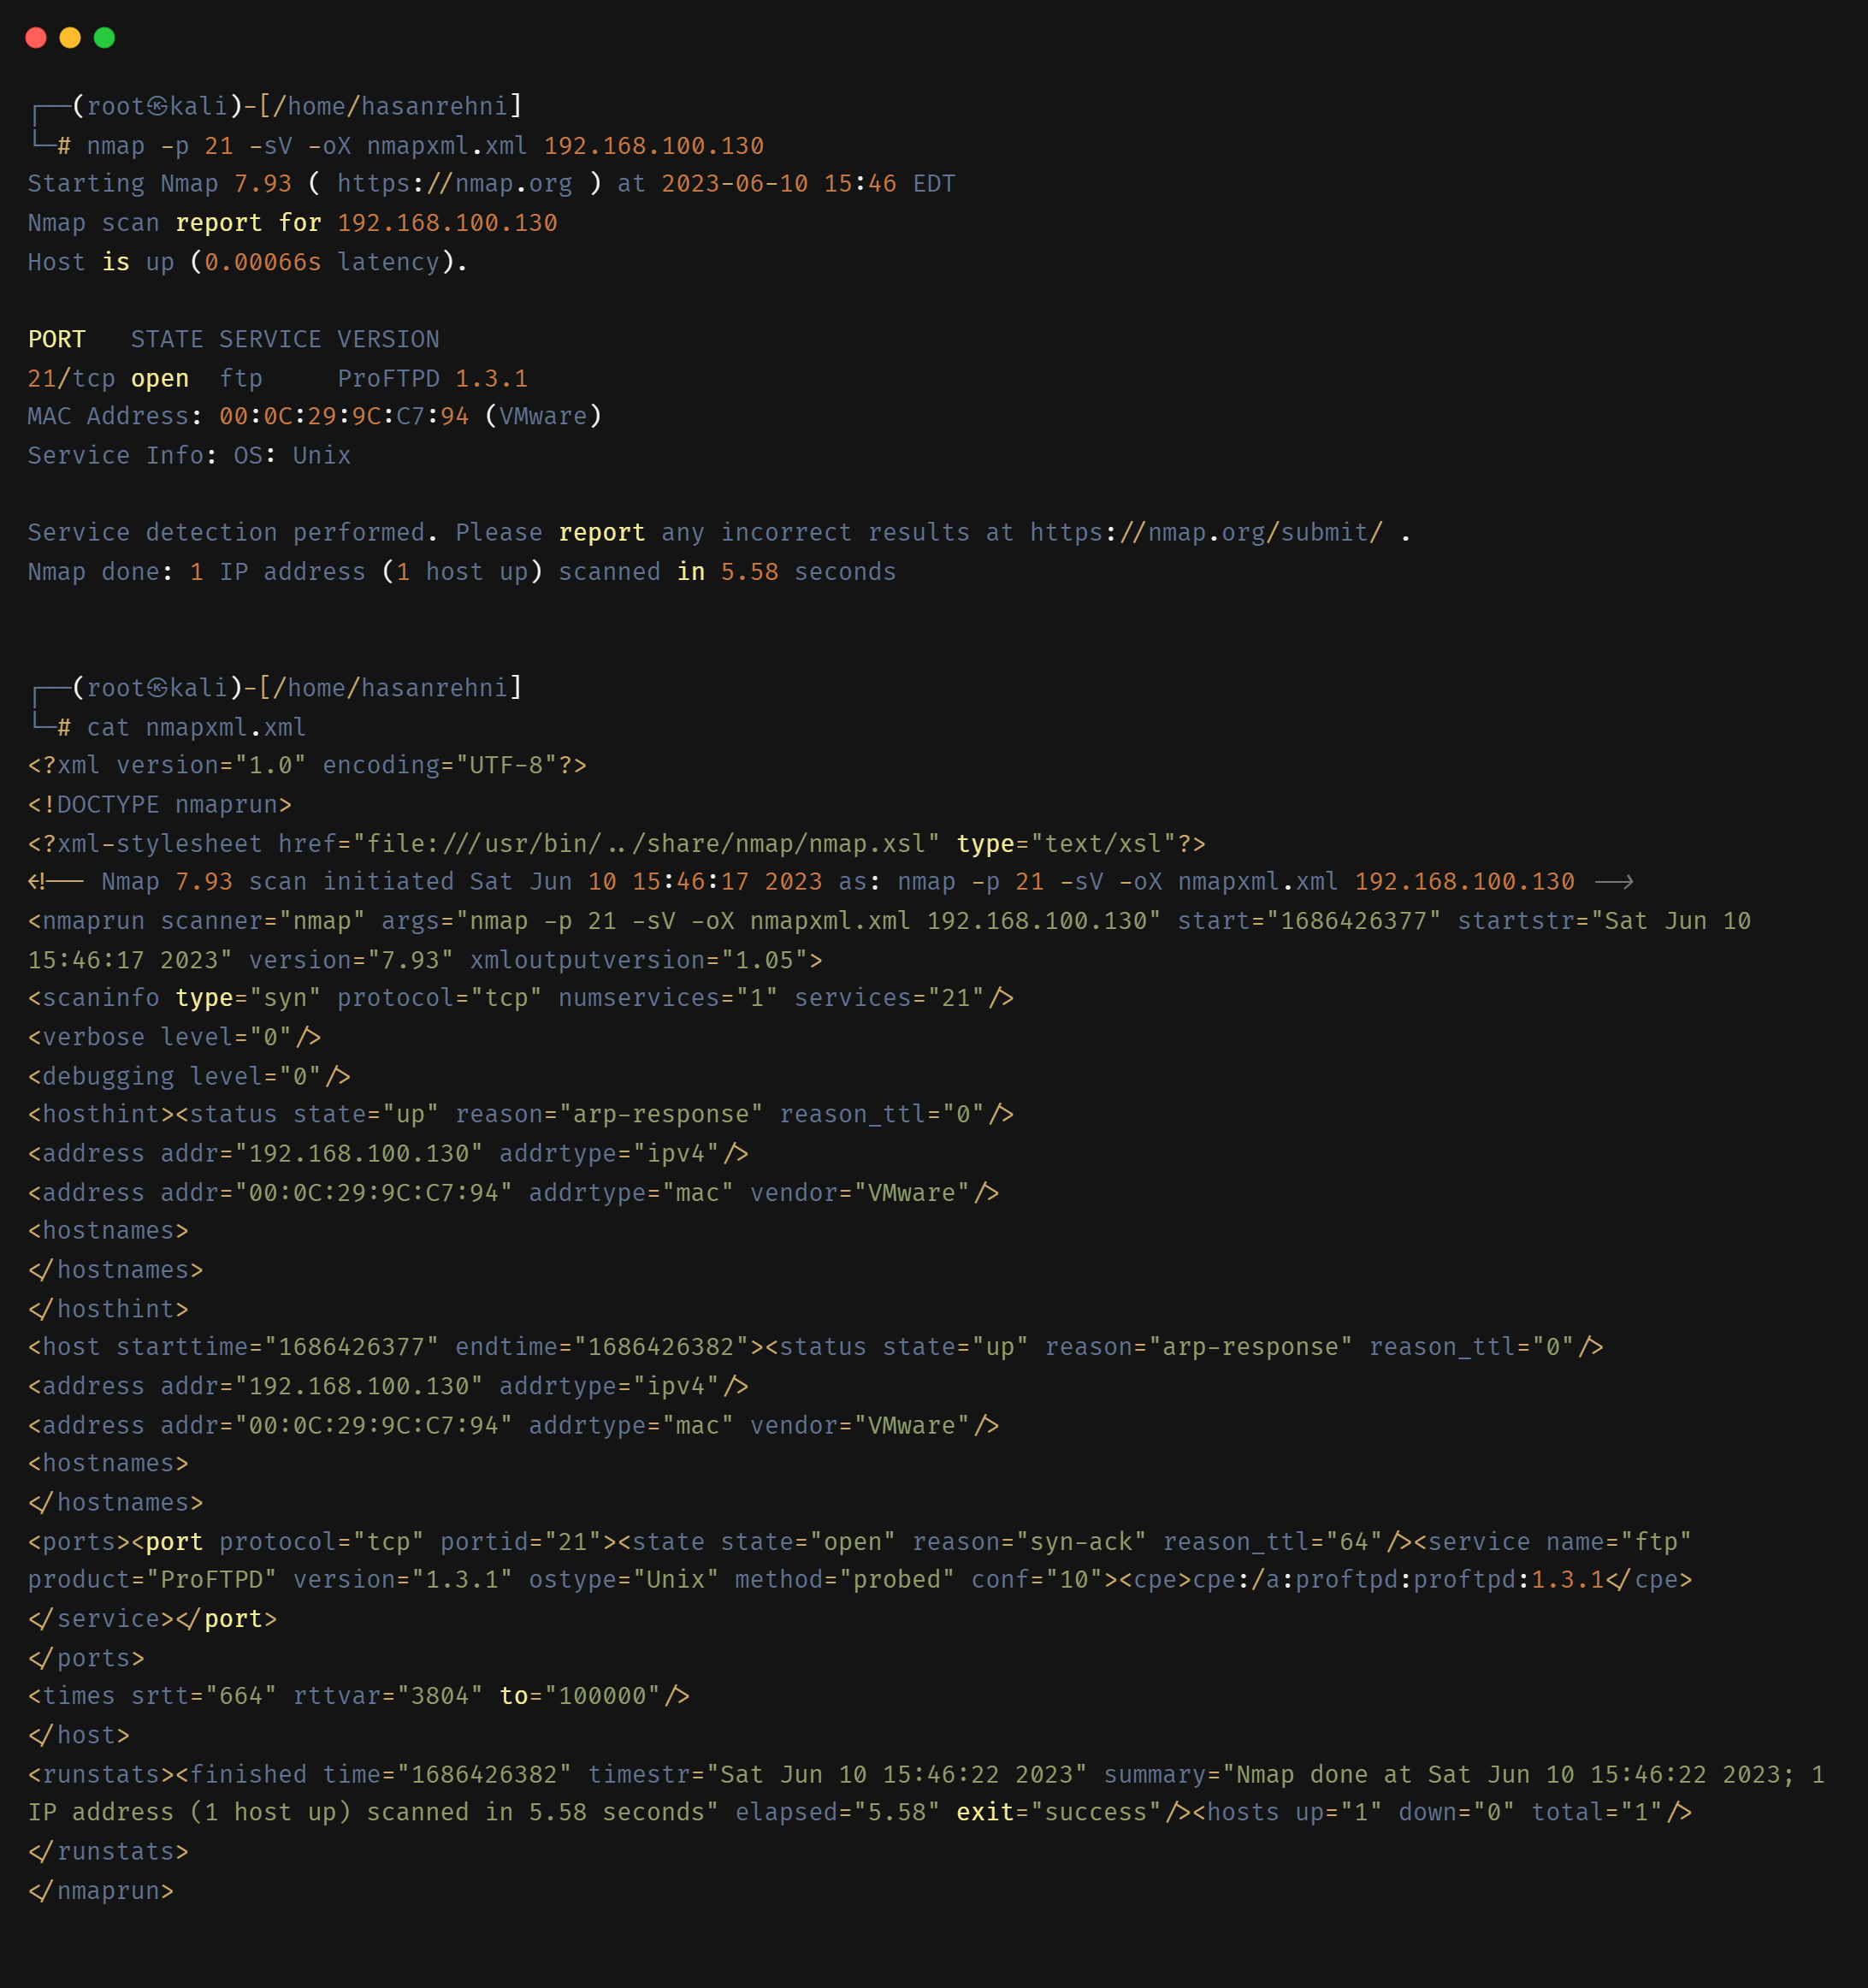 ┌──(root㉿kali)-[/home/hasanrehni]
└─# nmap -p 21 -sV -oX nmapxml.xml 192.168.100.130
Starting Nmap 7.93 ( https://nmap.org ) at 2023-06-10 15:46 EDT
Nmap scan report for 192.168.100.130
Host is up (0.00066s latency).
PORT   STATE SERVICE VERSION
21/tcp open  ftp     ProFTPD 1.3.1
MAC Address: 00:0C:29:9C:C7:94 (VMware)
Service Info: OS: Unix
Service detection performed. Please report any incorrect results at https://nmap.org/submit/ .
Nmap done: 1 IP address (1 host up) scanned in 5.58 seconds
┌──(root㉿kali)-[/home/hasanrehni]
└─# cat nmapxml.xml
<?xml version="1.0" encoding="UTF-8"?>
<!DOCTYPE nmaprun>
<?xml-stylesheet href="file:///usr/bin/../share/nmap/nmap.xsl" type="text/xsl"?>
<!-- Nmap 7.93 scan initiated Sat Jun 10 15:46:17 2023 as: nmap -p 21 -sV -oX nmapxml.xml 192.168.100.130 -->
<nmaprun scanner="nmap" args="nmap -p 21 -sV -oX nmapxml.xml 192.168.100.130" start="1686426377" startstr="Sat Jun 10
15:46:17 2023" version="7.93" xmloutputversion="1.05">
<scaninfo type="syn" protocol="tcp" numservices="1" services="21"/>
<verbose level="0"/>
<debugging level="0"/>
<hosthint><status state="up" reason="arp-response" reason_ttl="0"/>
<address addr="192.168.100.130" addrtype="ipv4"/>
<address addr="00:0C:29:9C:C7:94" addrtype="mac" vendor="VMware"/>
<hostnames>
</hostnames>
</hosthint>
<host starttime="1686426377" endtime="1686426382"><status state="up" reason="arp-response" reason_ttl="0"/>
<address addr="192.168.100.130" addrtype="ipv4"/>
<address addr="00:0C:29:9C:C7:94" addrtype="mac" vendor="VMware"/>
<hostnames>
</hostnames>
<ports><port protocol="tcp" portid="21"><state state="open" reason="syn-ack" reason_ttl="64"/><service name="ftp"
product="ProFTPD" version="1.3.1" ostype="Unix" method="probed" conf="10"><cpe>cpe:/a:proftpd:proftpd:1.3.1</cpe>
</service></port>
</ports>
<times srtt="664" rttvar="3804" to="100000"/>
</host>
<runstats><finished time="1686426382" timestr="Sat Jun 10 15:46:22 2023" summary="Nmap done at Sat Jun 10 15:46:22 2023; 1
IP address (1 host up) scanned in 5.58 seconds" elapsed="5.58" exit="success"/><hosts up="1" down="0" total="1"/>
</runstats>
</nmaprun>